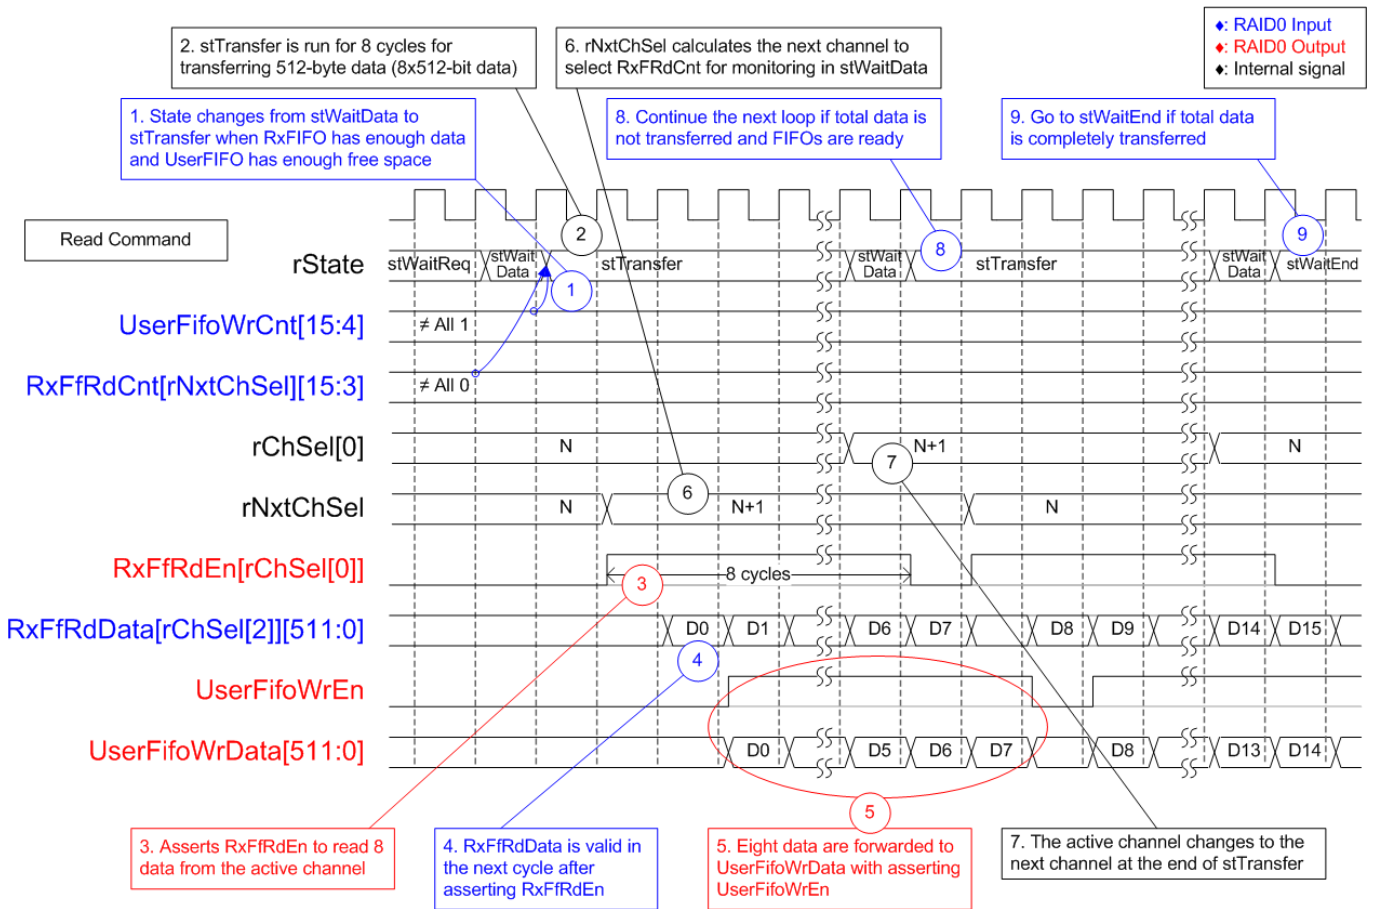 ♦: RAID0 Input
♦: RAID0 Output
♦: Internal signal
2. stTransfer is run for 8 cycles for
transferring 512-byte data (8x512-bit data)
6. rNxtChSel calculates the next channel to
select RxFRdCnt for monitoring in stWaitData
1. State changes from stWaitData to
stTransfer when RxFIFO has enough data
and UserFIFO has enough free space
8. Continue the next loop if total data is
not transferred and FIFOs are ready
9. Go to stWaitEnd if total data
is completely transferred
Read Command
2
8
9
rState
stWaitReq
stWait
Data
stTransfer
stWait
Data
stTransfer
stWait
Data
stWaitEnd
1
UserFifoWrCnt[15:4]
≠ All 1
RxFfRdCnt[rNxtChSel][15:3]
≠ All 0
rChSel[0]
N
N+1
N
7
rNxtChSel
N
6
N+1
N
RxFfRdEn[rChSel[0]]
3
8 cycles
RxFfRdData[rChSel[2]][511:0]
D0
D1
D6
D7
D8
D9
D14
D15
4
UserFifoWrEn
UserFifoWrData[511:0]
D0
D5
D6
D7
D8
D13
D14
5
3. Asserts RxFfRdEn to read 8
data from the active channel
4. RxFfRdData is valid in
the next cycle after
asserting RxFfRdEn
5. Eight data are forwarded to
UserFifoWrData with asserting
UserFifoWrEn
7. The active channel changes to the
next channel at the end of stTransfer